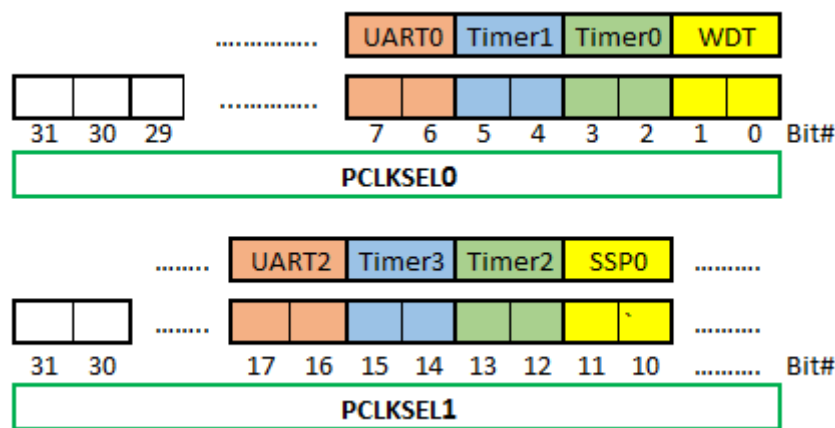 .............. UART0 Timer1 Timer0 WDT
..............
31 30 29 7 6 5 4 3 2 1 0 Bit#
PCLKSEL0
........ UART2 Timer3 Timer2 SSP0 ..........
........ ` ..........
31 30 17 16 15 14 13 12 11 10 .......... Bit#
PCLKSEL1